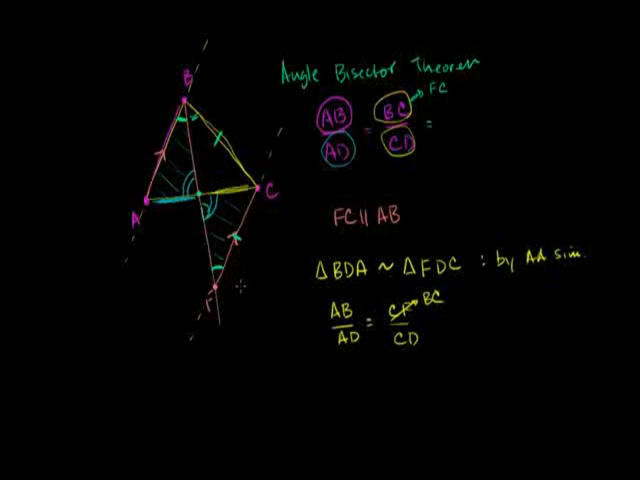 Angle Bisector Theorem
B
AB/AD = BC/CD =
FC
A
C
FC || AB
ΔBDA ~ ΔFDC : by AA sim.
F
AB/AD = CF/CD
BC